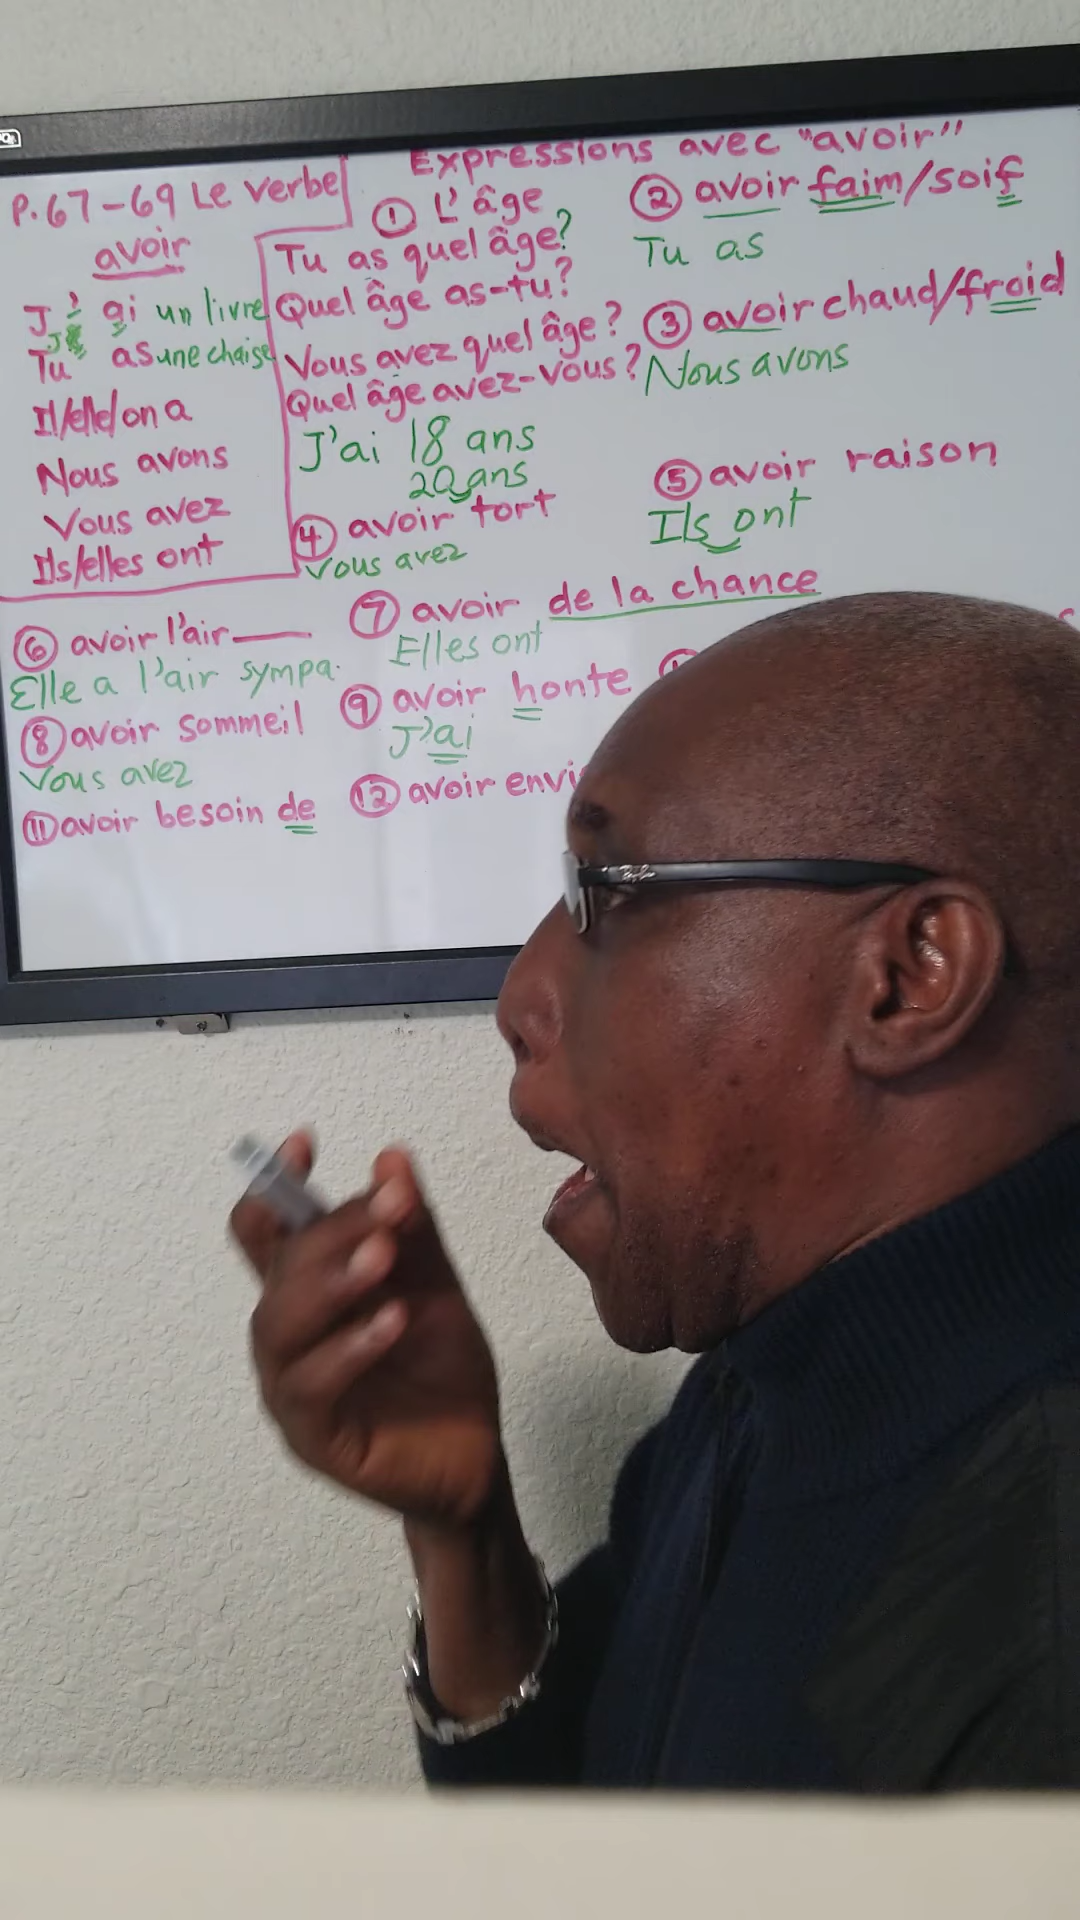 P.67-69 Le verbe
avoir
J'ai un livre
Tu as une chaise
Il/elle/on a
Nous avons
Vous avez
Ils/elles ont
Expressions avec "avoir"
① L'âge
Tu as quel âge?
Quel âge as-tu?
Vous avez quel âge?
Quel âge avez-vous?
J'ai 18 ans
20 ans
② avoir faim/soif
Tu as
③ avoir chaud/froid
Nous avons
④ avoir tort
Vous avez
⑤ avoir raison
Ils ont
⑥ avoir l'air ___
Elle a l'air sympa.
⑦ avoir de la chance
Elles ont
⑧ avoir sommeil
Vous avez
⑨ avoir honte
J'ai
⑪ avoir besoin de
⑫ avoir envi
Ray-Ban